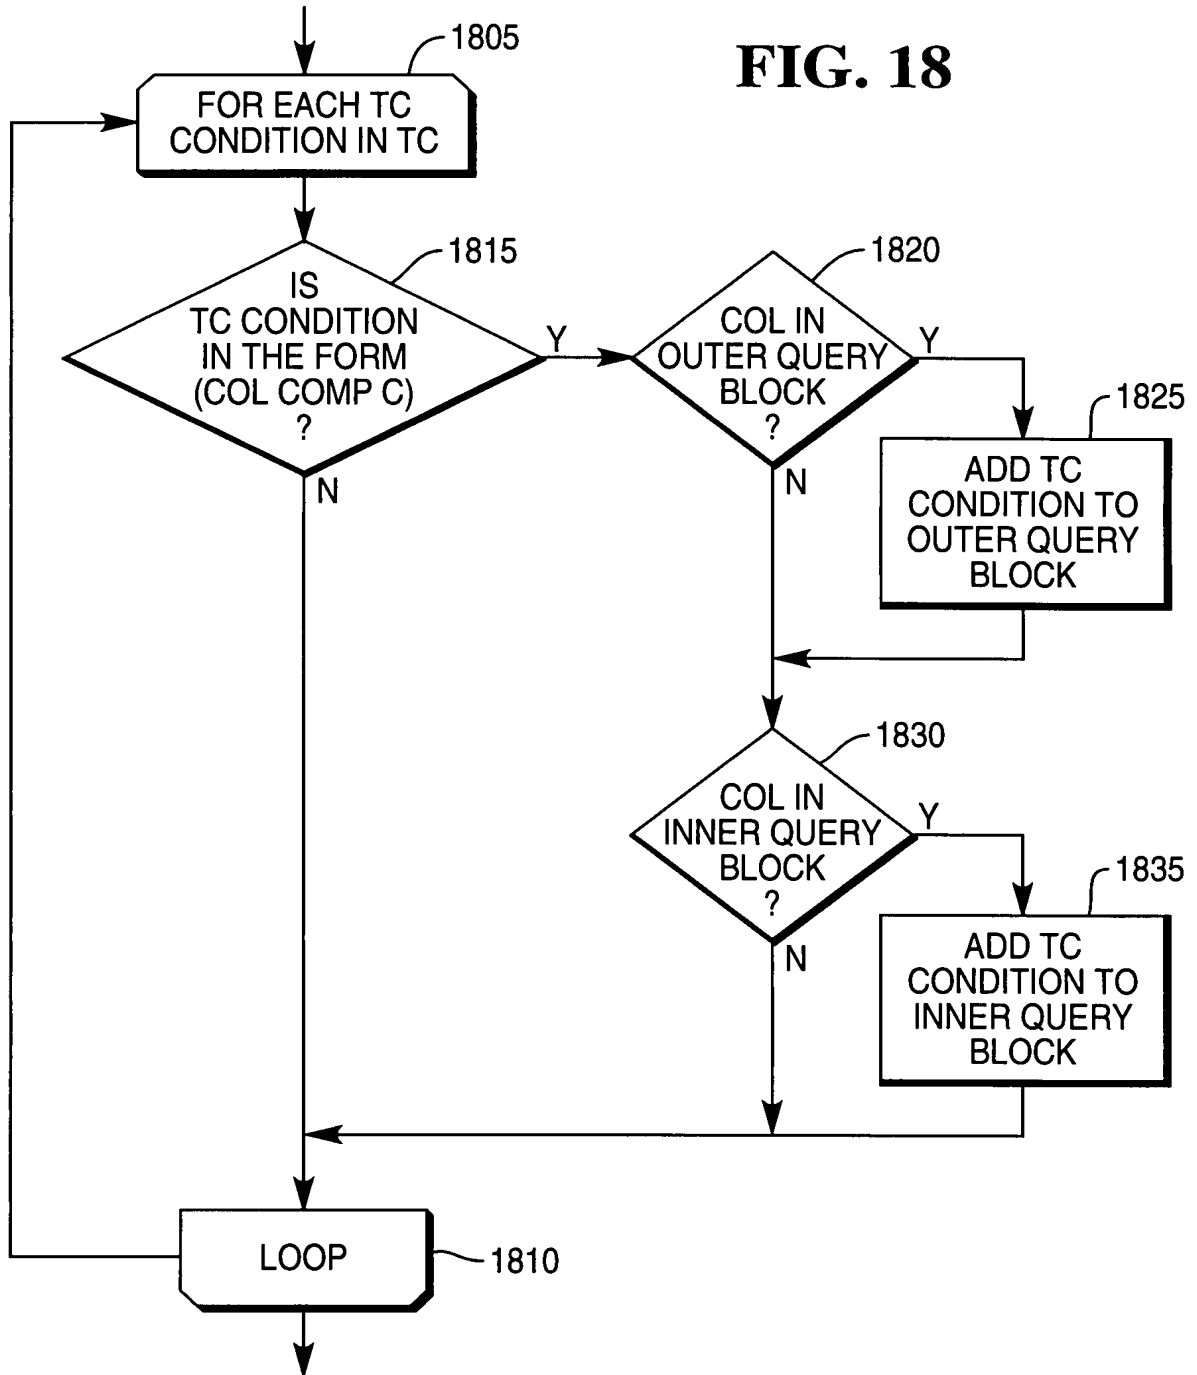 FIG. 18
1805
FOR EACH TC
CONDITION IN TC
1815
IS
TC CONDITION
IN THE FORM
(COL COMP C)
?
Y
N
1820
COL IN
OUTER QUERY
BLOCK
?
Y
N
1825
ADD TC
CONDITION TO
OUTER QUERY
BLOCK
1830
COL IN
INNER QUERY
BLOCK
?
Y
N
1835
ADD TC
CONDITION TO
INNER QUERY
BLOCK
LOOP
1810